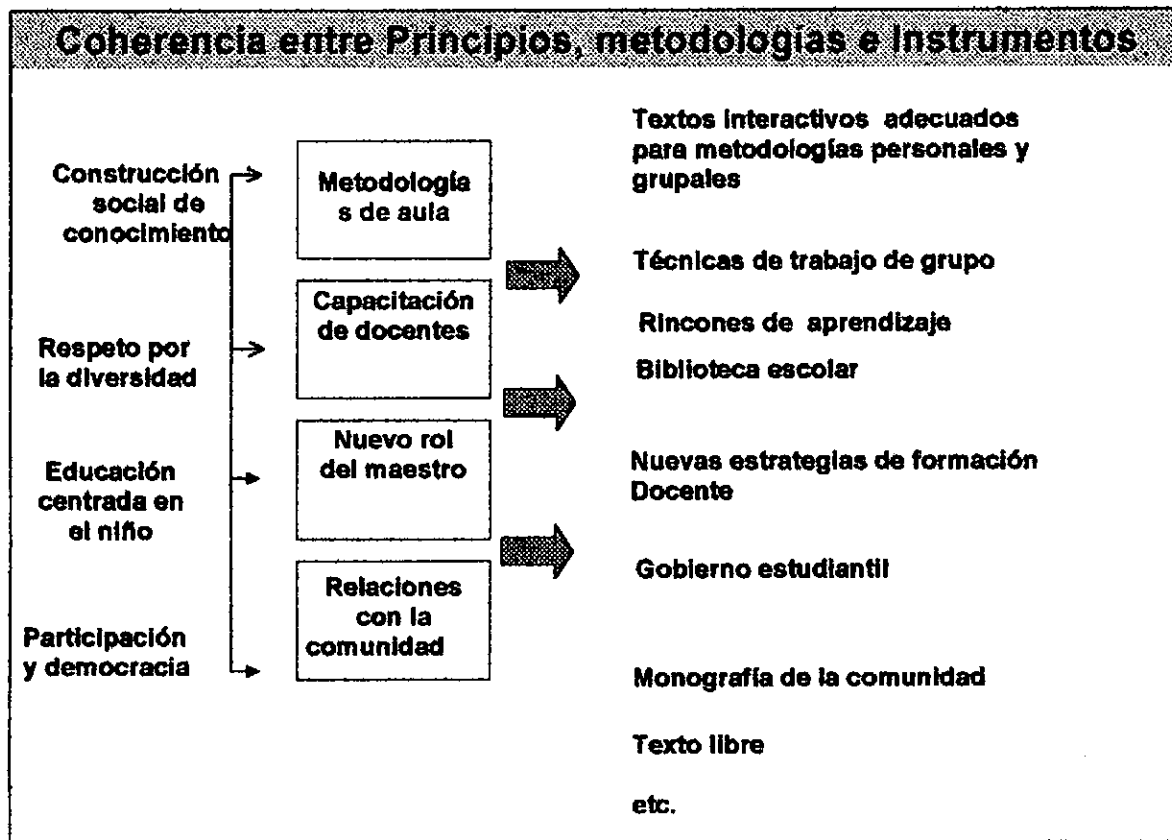 Coherencia entre Principios, metodologías e Instrumentos.
Construcción
social de
conocimiento
Respeto por
la diversidad
Educación
centrada en
el niño
Participación
y democracia
Metodología
s de aula
Capacitación
de docentes
Nuevo rol
del maestro
Relaciones
con la
comunidad
Textos interactivos adecuados
para metodologías personales y
grupales
Técnicas de trabajo de grupo
Rincones de aprendizaje
Biblioteca escolar
Nuevas estrategias de formación
Docente
Gobierno estudiantil
Monografía de la comunidad
Texto libre
etc.